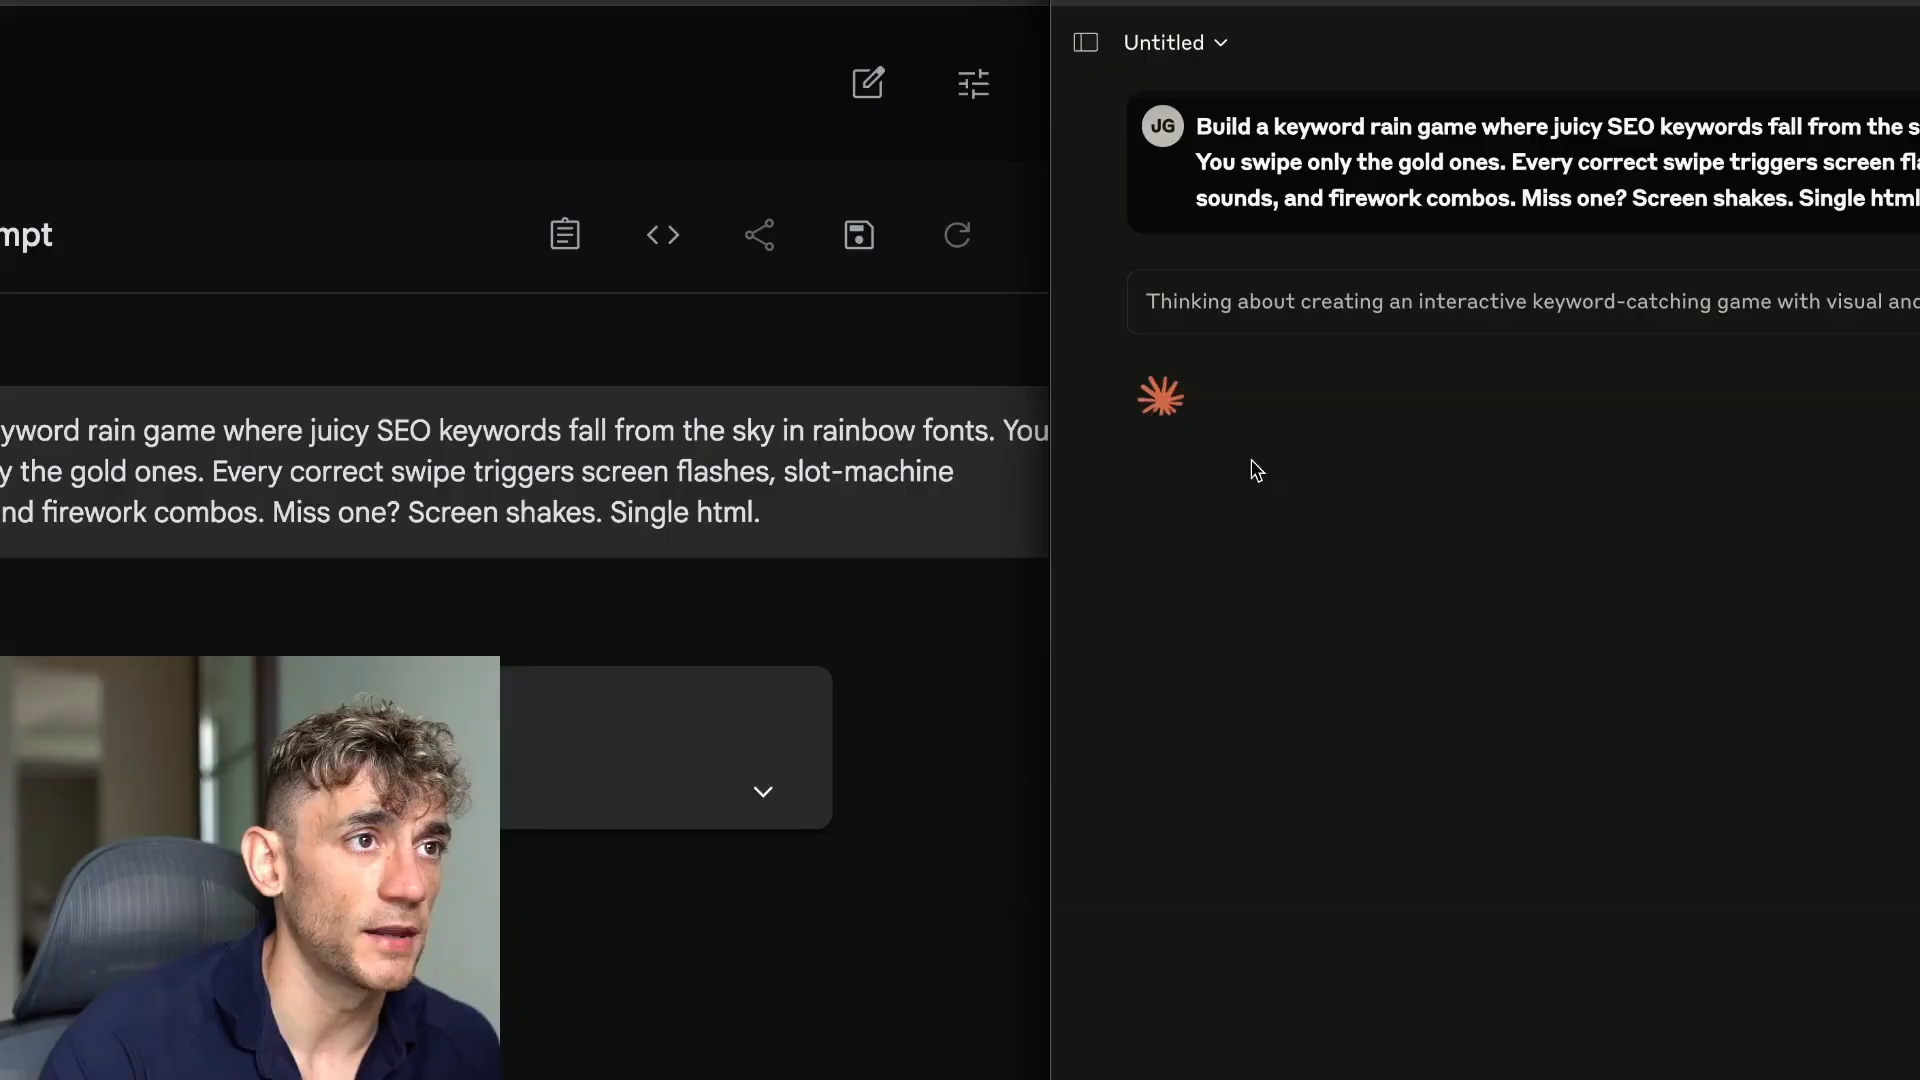 mpt
yword rain game where juicy SEO keywords fall from the sky in rainbow fonts. You
y the gold ones. Every correct swipe triggers screen flashes, slot-machine
nd firework combos. Miss one? Screen shakes. Single html.
Untitled
JG
Build a keyword rain game where juicy SEO keywords fall from the s
You swipe only the gold ones. Every correct swipe triggers screen fla
sounds, and firework combos. Miss one? Screen shakes. Single html
Thinking about creating an interactive keyword-catching game with visual and